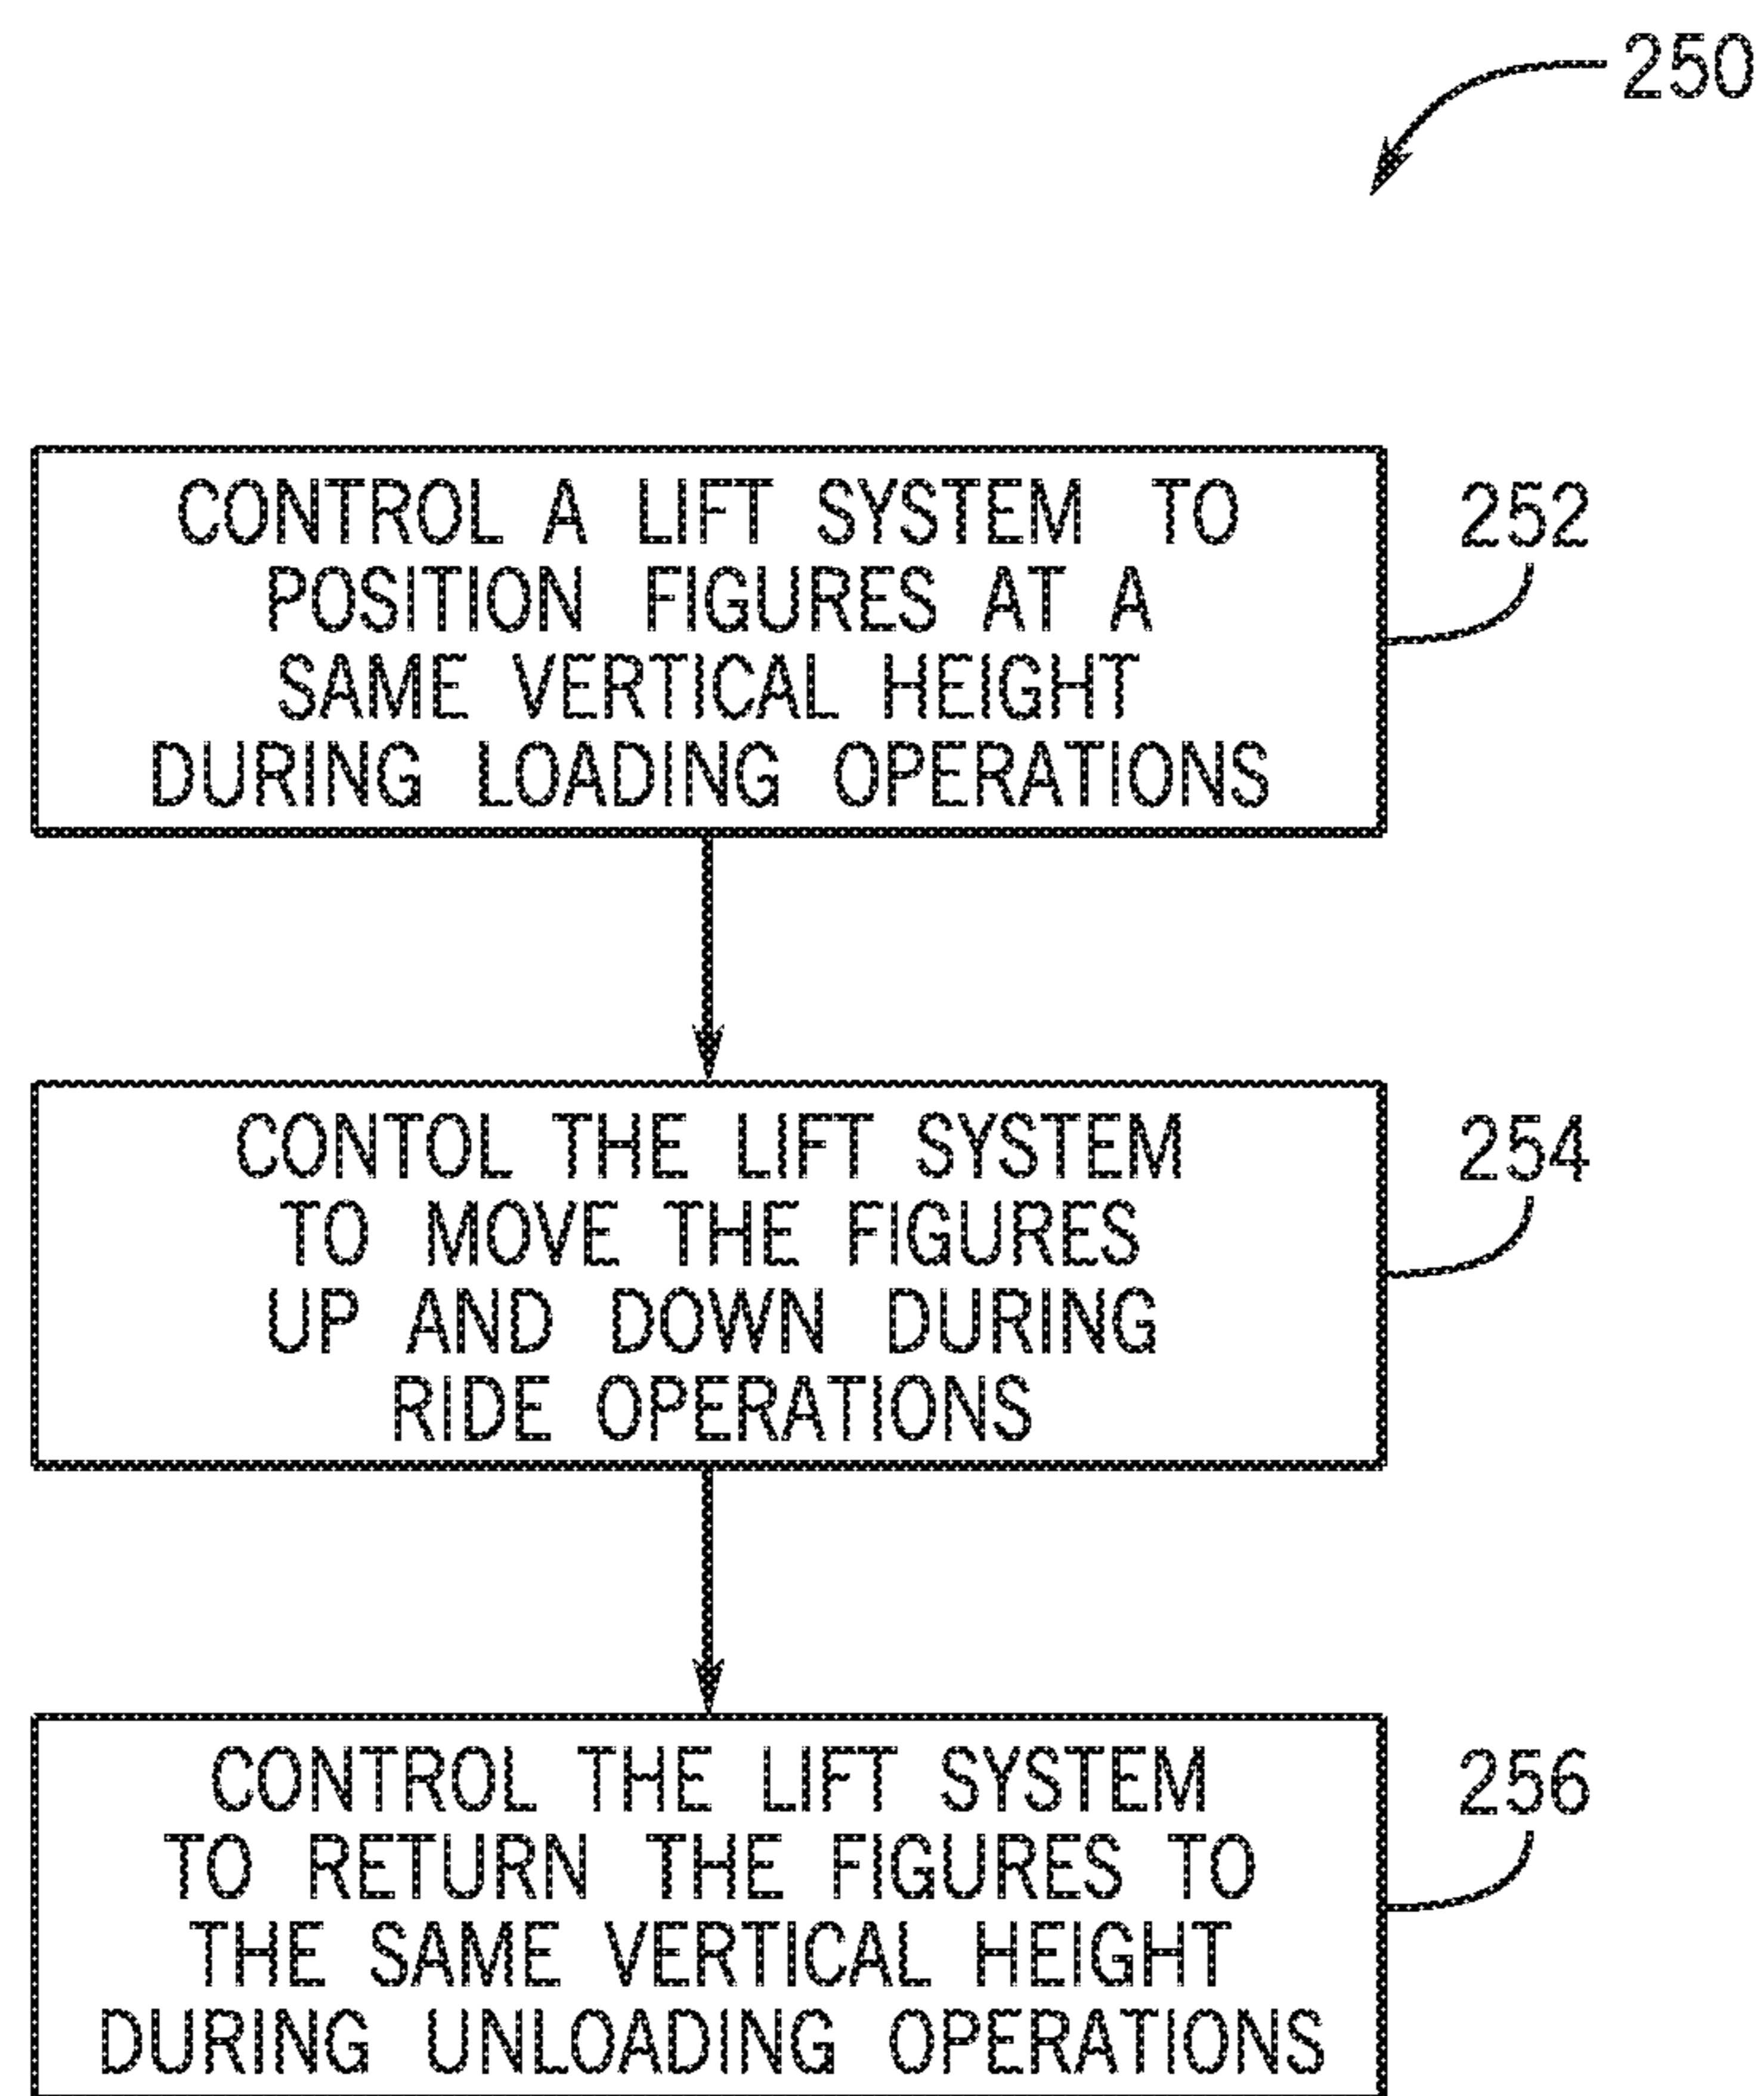 250
CONTROL A LIFT SYSTEM TO
POSITION FIGURES AT A
SAME VERTICAL HEIGHT
DURING LOADING OPERATIONS
252
CONTOL THE LIFT SYSTEM
TO MOVE THE FIGURES
UP AND DOWN DURING
RIDE OPERATIONS
254
CONTROL THE LIFT SYSTEM
TO RETURN THE FIGURES TO
THE SAME VERTICAL HEIGHT
DURING UNLOADING OPERATIONS
256